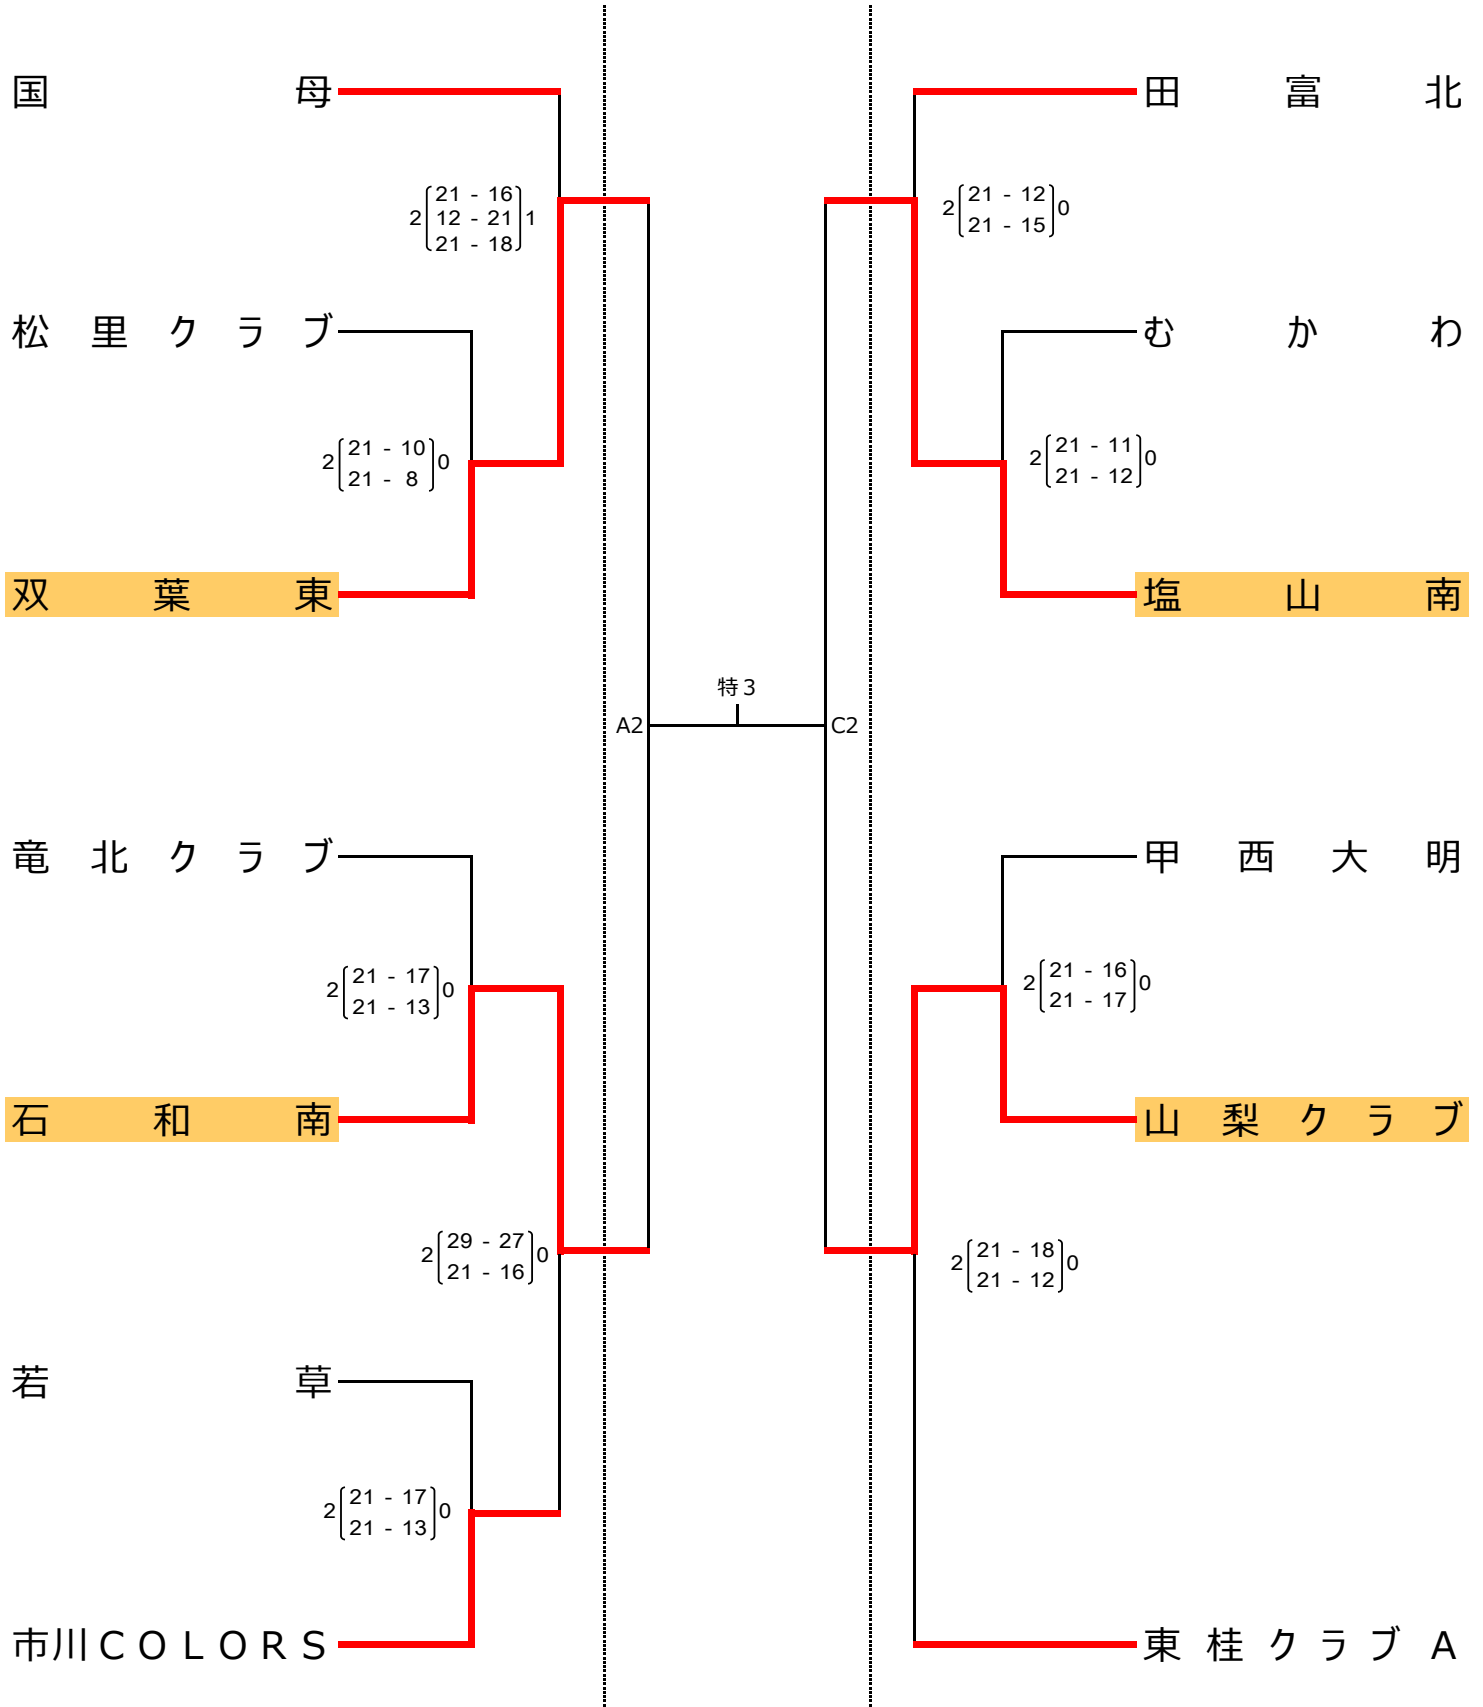 国母
田富北
2 21 - 16 1
12 - 21
21 - 18
2 21 - 12 0
21 - 15
松里クラブ
むかわ
2 21 - 10 0
21 - 8
2 21 - 11 0
21 - 12
双葉東
塩山南
特3
A2
C2
竜北クラブ
甲西大明
2 21 - 17 0
21 - 13
2 21 - 16 0
21 - 17
石和南
山梨クラブ
2 29 - 27 0
21 - 16
2 21 - 18 0
21 - 12
若草
2 21 - 17 0
21 - 13
市川COLORS
東桂クラブA